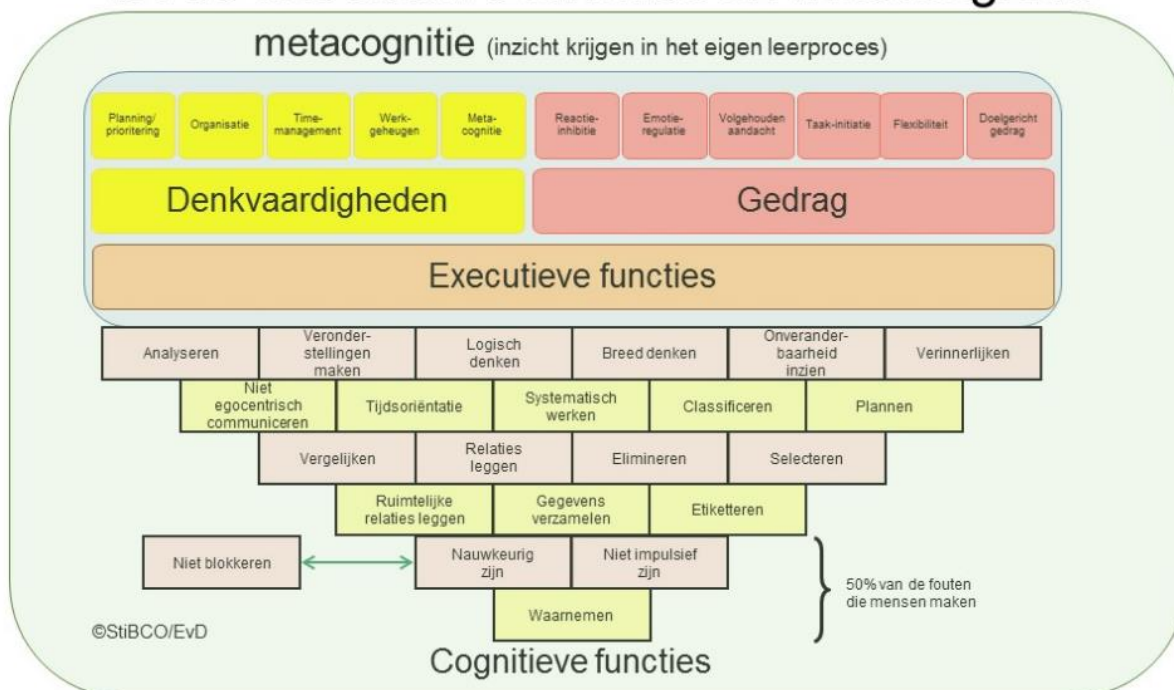 metacognitie (inzicht krijgen in het eigen leerproces)
Planning/
prioritering
Organisatie
Time-
management
Werk-
geheugen
Meta-
cognitie
Reactie-
inhibitie
Emotie-
regulatie
Volgehouden
aandacht
Taak-initiatie
Flexibiliteit
Doelgericht
gedrag
Denkvaardigheden
Gedrag
Executieve functies
Analyseren
Veronder-
stellingen
maken
Logisch
denken
Breed denken
Onverander-
baarheid
inzien
Verinnerlijken
Niet
egocentrisch
communiceren
Tijdsoriëntatie
Systematisch
werken
Classificeren
Plannen
Vergelijken
Relaties
leggen
Elimineren
Selecteren
Ruimtelijke
relaties leggen
Gegevens
verzamelen
Etiketteren
Niet blokkeren
Nauwkeurig
zijn
Niet impulsief
zijn
50% van de fouten
die mensen maken
Waarnemen
©StiBCO/EvD
Cognitieve functies